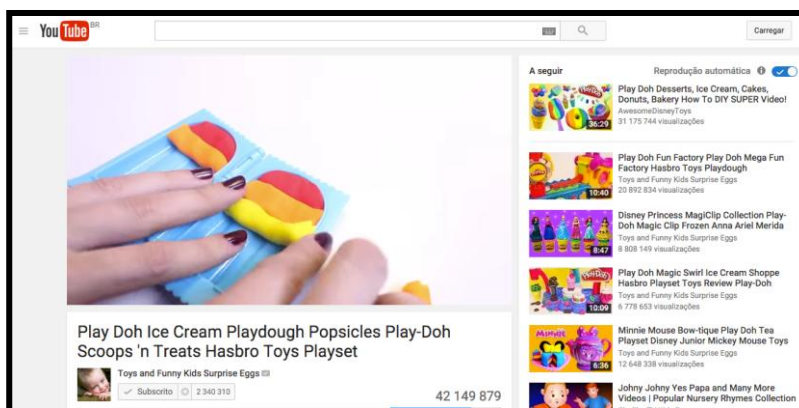 YouTube BR
Carregar
Play Doh Ice Cream Playdough Popsicles Play-Doh
Scoops 'n Treats Hasbro Toys Playset
Toys and Funny Kids Surprise Eggs
Subscrito 2 340 310
42 149 879
A seguir
Reprodução automática
Play Doh Desserts, Ice Cream, Cakes,
Donuts, Bakery How To DIY SUPER Video!
AwesomeDisneyToys
31 175 744 visualizações
36:29
Play Doh Fun Factory Play Doh Mega Fun
Factory Hasbro Toys Playdough
Toys and Funny Kids Surprise Eggs
20 892 834 visualizações
10:40
Disney Princess MagiClip Collection Play-
Doh Magic Clip Frozen Anna Ariel Merida
Toys and Funny Kids Surprise Eggs
8 808 149 visualizações
8:47
Play Doh Magic Swirl Ice Cream Shoppe
Hasbro Playset Toys Review Play-Doh
Toys and Funny Kids Surprise Eggs
6 778 653 visualizações
10:09
Minnie Mouse Bow-tique Play Doh Tea
Playset Disney Junior Mickey Mouse Toys
Toys and Funny Kids Surprise Eggs
12 648 338 visualizações
6:36
MINNIE
Johny Johny Yes Papa and Many More
Videos | Popular Nursery Rhymes Collection